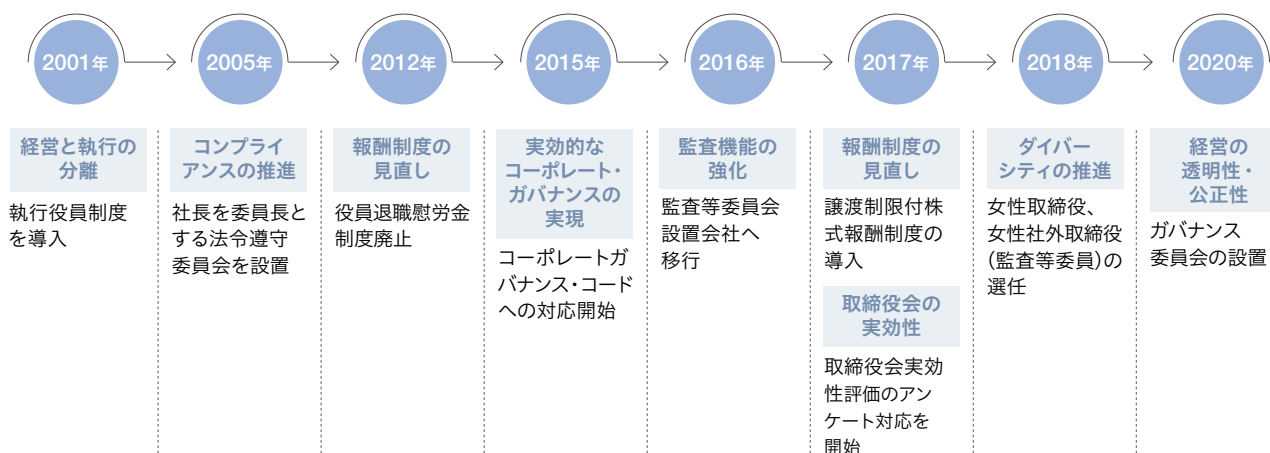 2001年
2005年
2012年
2015年
2016年
2017年
2018年
2020年
経営と執行の
分離
執行役員制度
を導入
コンプライ
アンスの推進
社長を委員長と
する法令遵守
委員会を設置
報酬制度の
見直し
役員退職慰労金
制度廃止
実効的な
コーポレート・
ガバナンスの
実現
コーポレートガ
バナンス・コード
への対応開始
監査機能の
強化
監査等委員会
設置会社へ
移行
報酬制度の
見直し
譲渡制限付株
式報酬制度の
導入
取締役会の
実効性
取締役会実効
性評価のアン
ケート対応を
開始
ダイバー
シティの推進
女性取締役、
女性社外取締役
(監査等委員)の
選任
経営の
透明性・
公正性
ガバナンス
委員会の設置